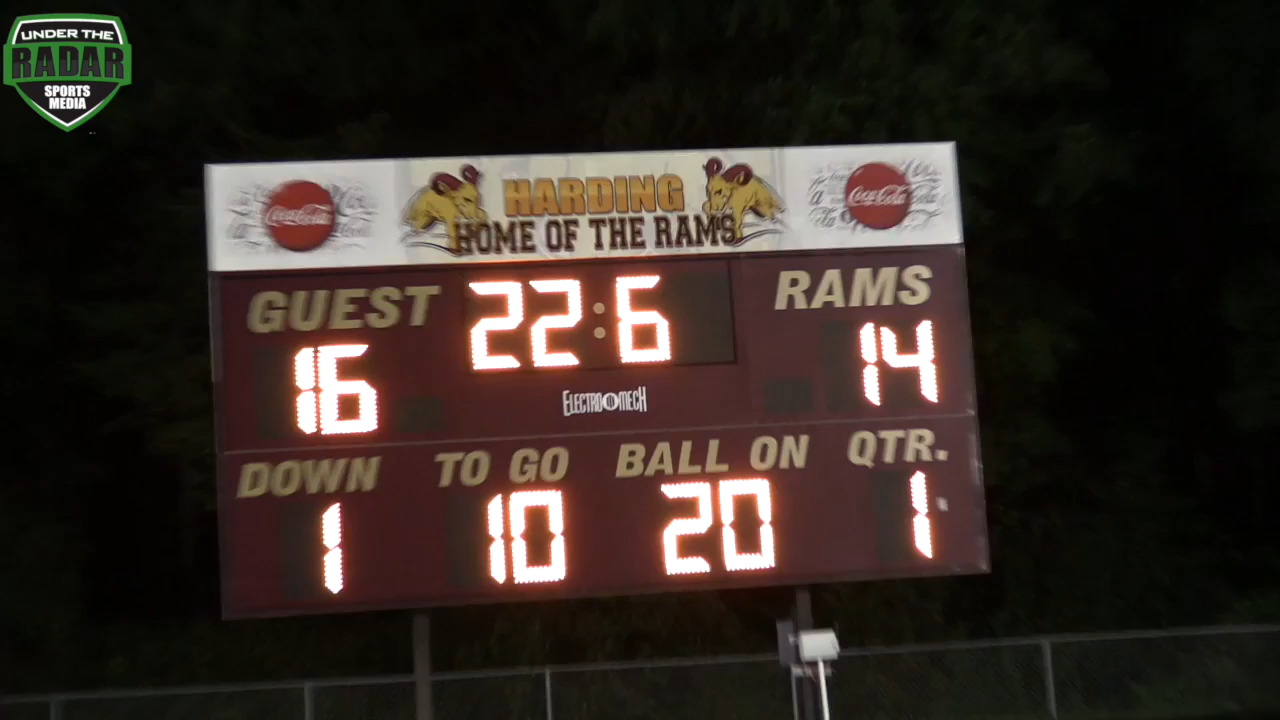 UNDER THE
RADAR
SPORTS
MEDIA
Coca-Cola
HARDING
Coca-Cola
HOME OF THE RAMS
GUEST
22:6
RAMS
16
14
ELECTRO MECH
DOWN
TO GO
BALL ON
QTR.
1
10
20
1